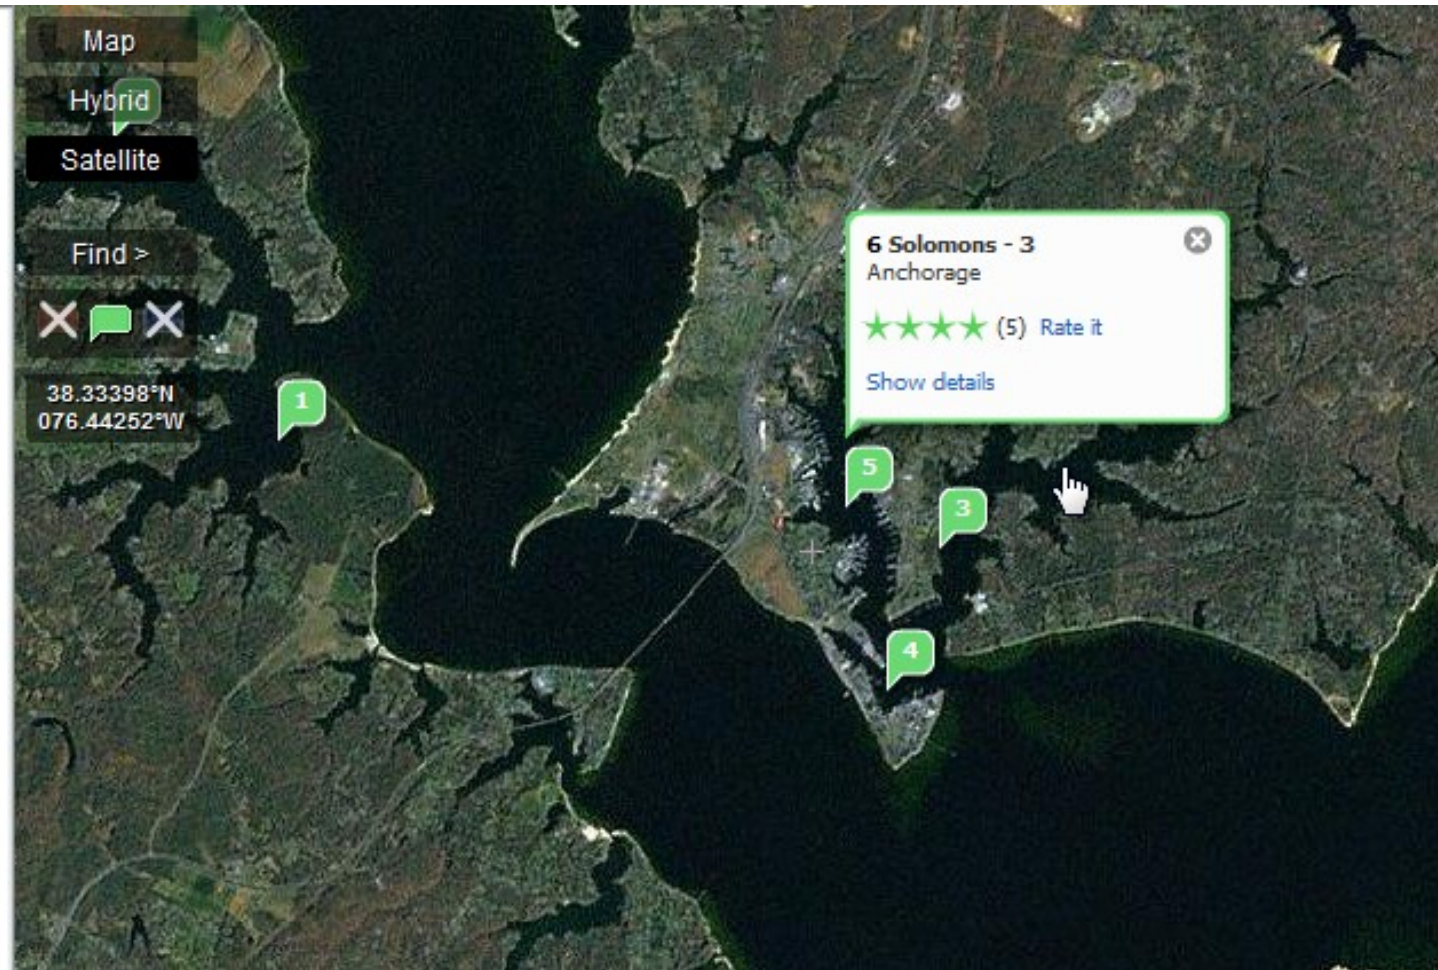 Map
Hybrid
Satellite
Find >
38.33398°N
076.44252°W
1
6 Solomons - 3
Anchorage
(5) Rate it
Show details
5
3
4